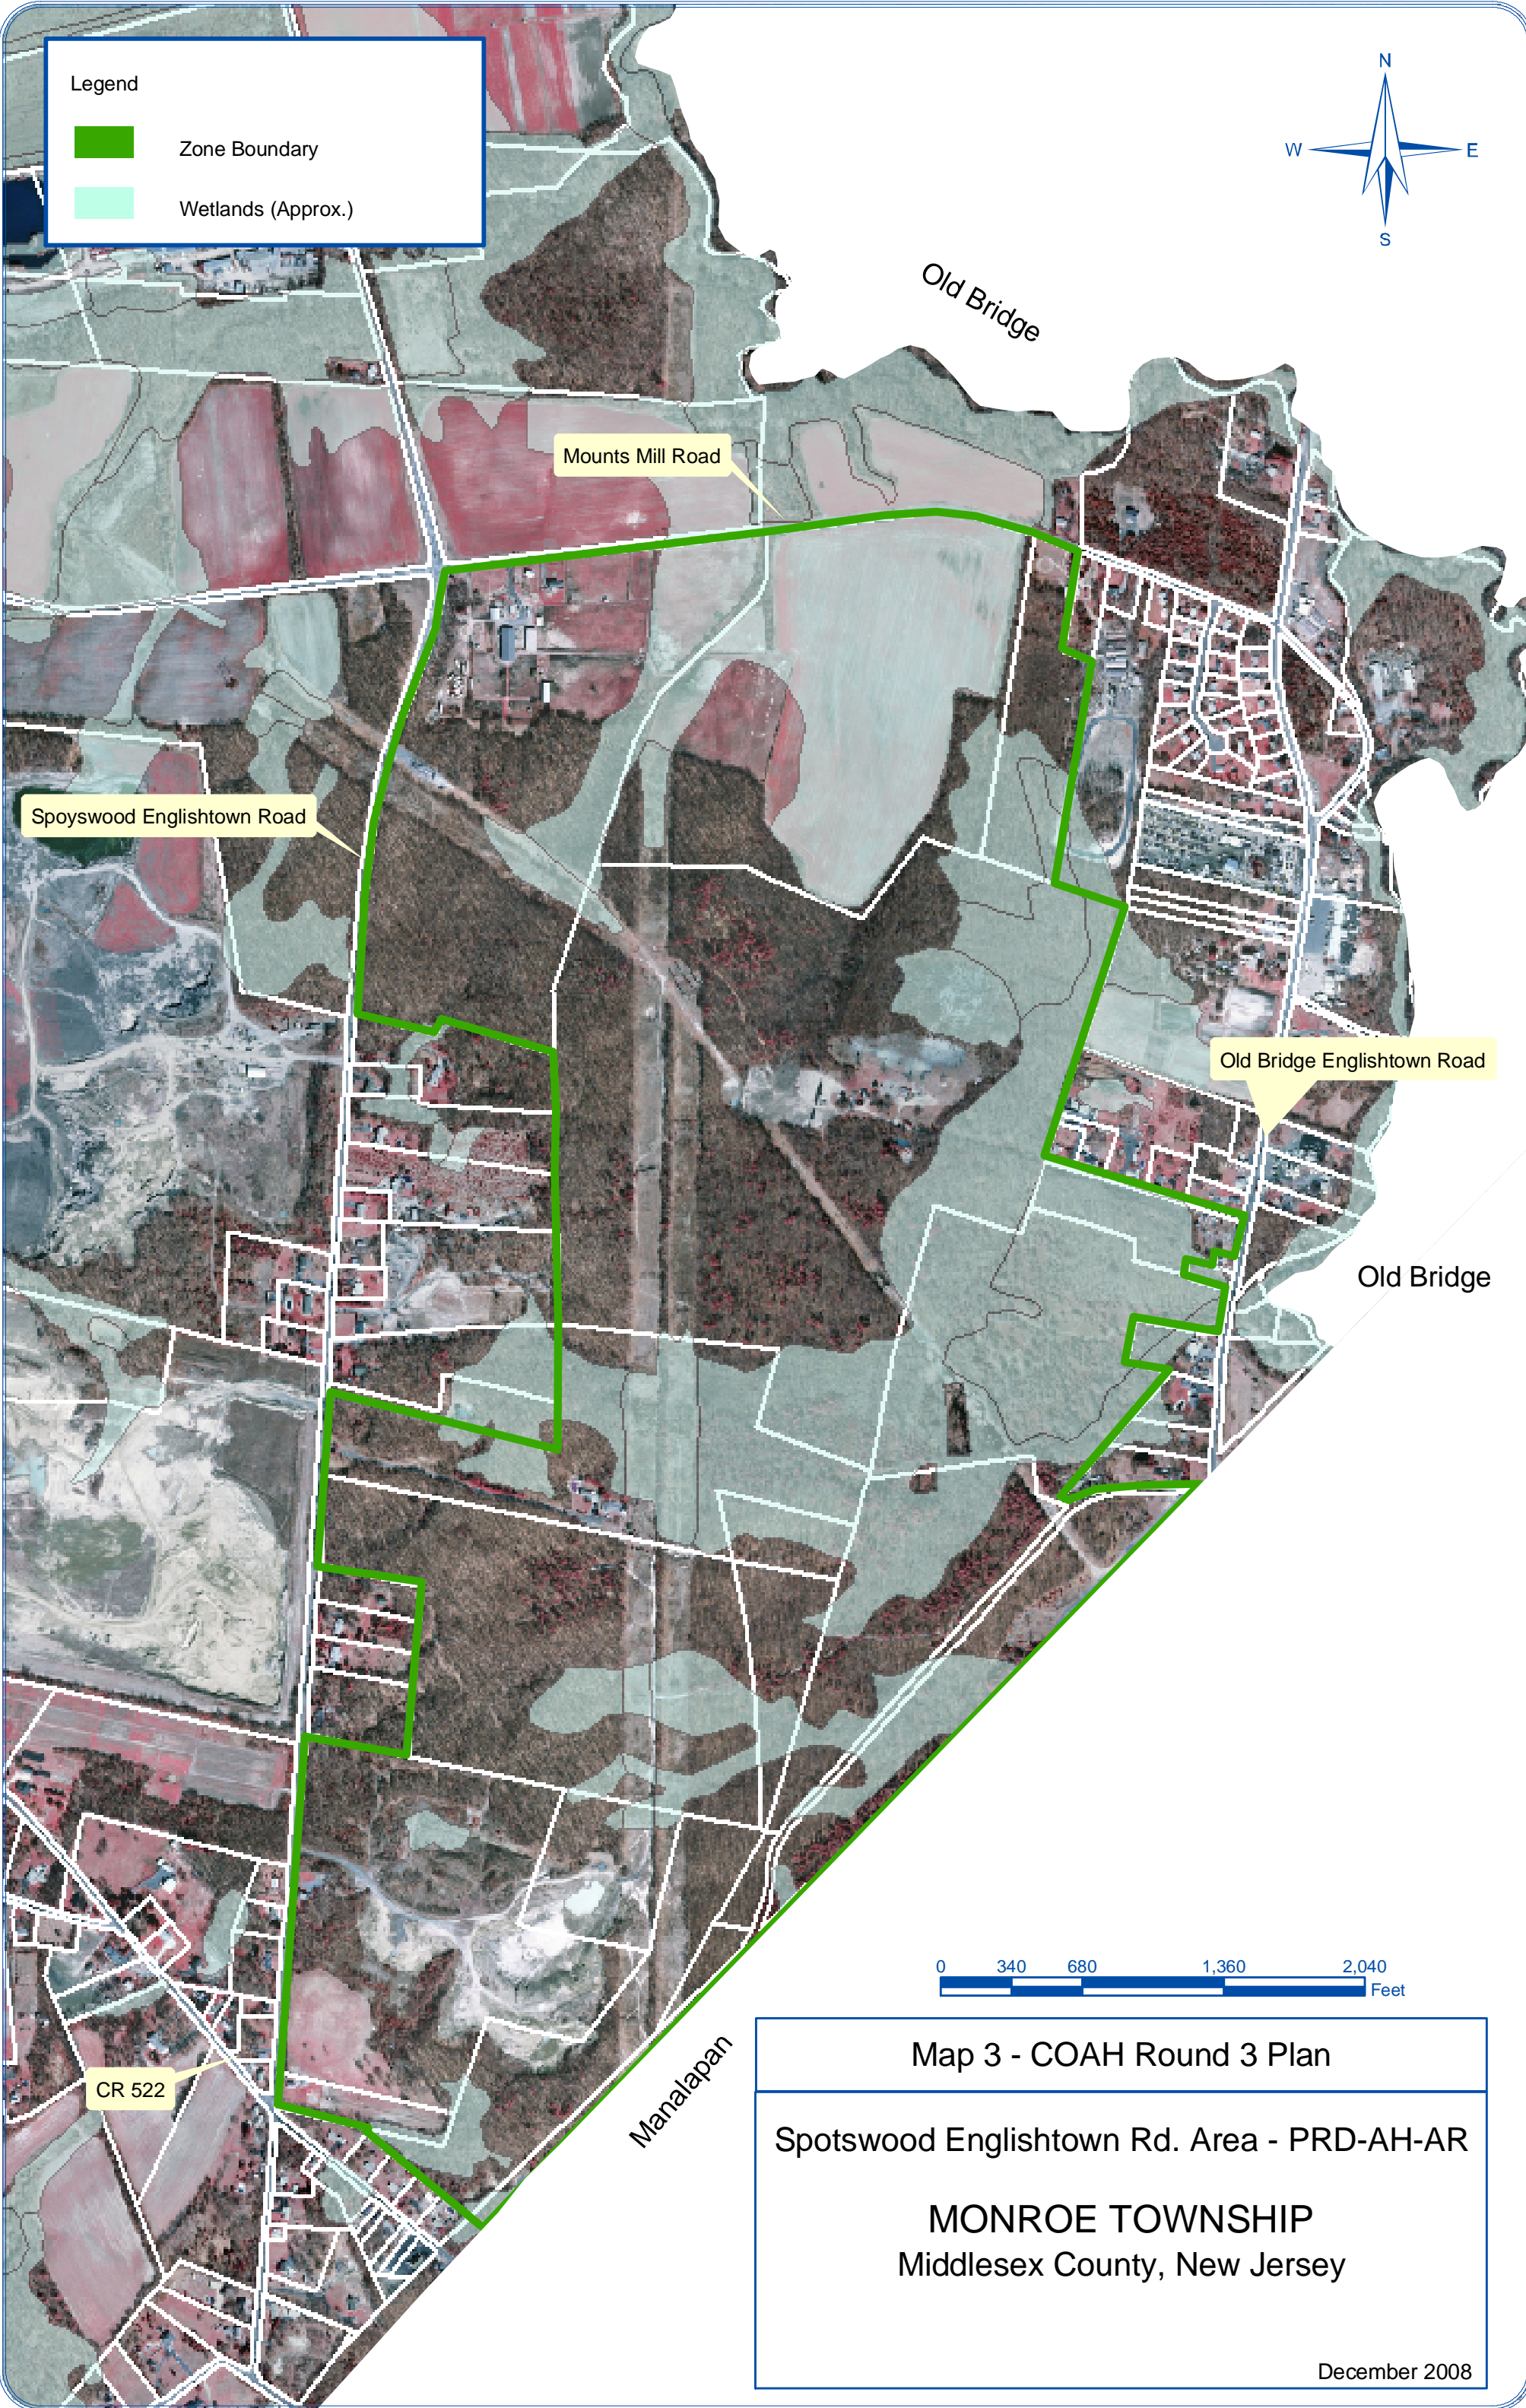 Legend
Zone Boundary
Wetlands (Approx.)
N
W
E
S
Old Bridge
Mounts Mill Road
Spoyswood Englishtown Road
Old Bridge Englishtown Road
Old Bridge
CR 522
Manalapan
0 340 680 1,360 2,040
Feet
Map 3 - COAH Round 3 Plan
Spotswood Englishtown Rd. Area - PRD-AH-AR
MONROE TOWNSHIP
Middlesex County, New Jersey
December 2008